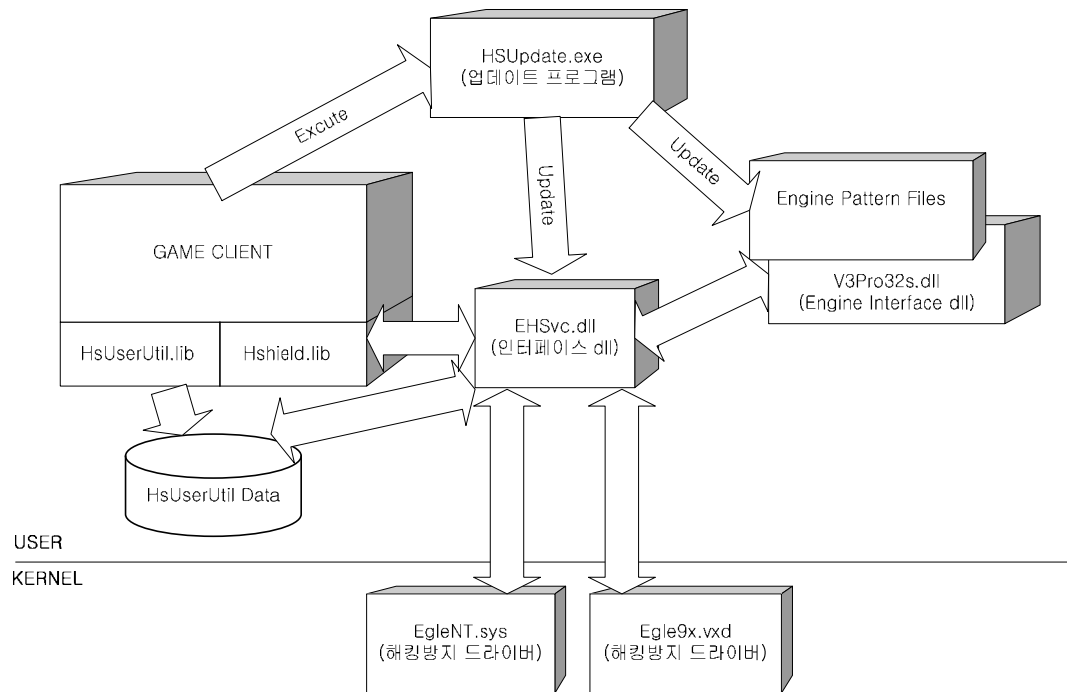 HSUpdate.exe
(업데이트 프로그램)
Excute
Update
Update
Engine Pattern Files
GAME CLIENT
V3Pro32s.dll
(Engine Interface dll)
EHSvc.dll
(인터페이스 dll)
HsUserUtil.lib
Hshield.lib
HsUserUtil Data
USER
KERNEL
EgleNT.sys
(해킹방지 드라이버)
Egle9x.vxd
(해킹방지 드라이버)